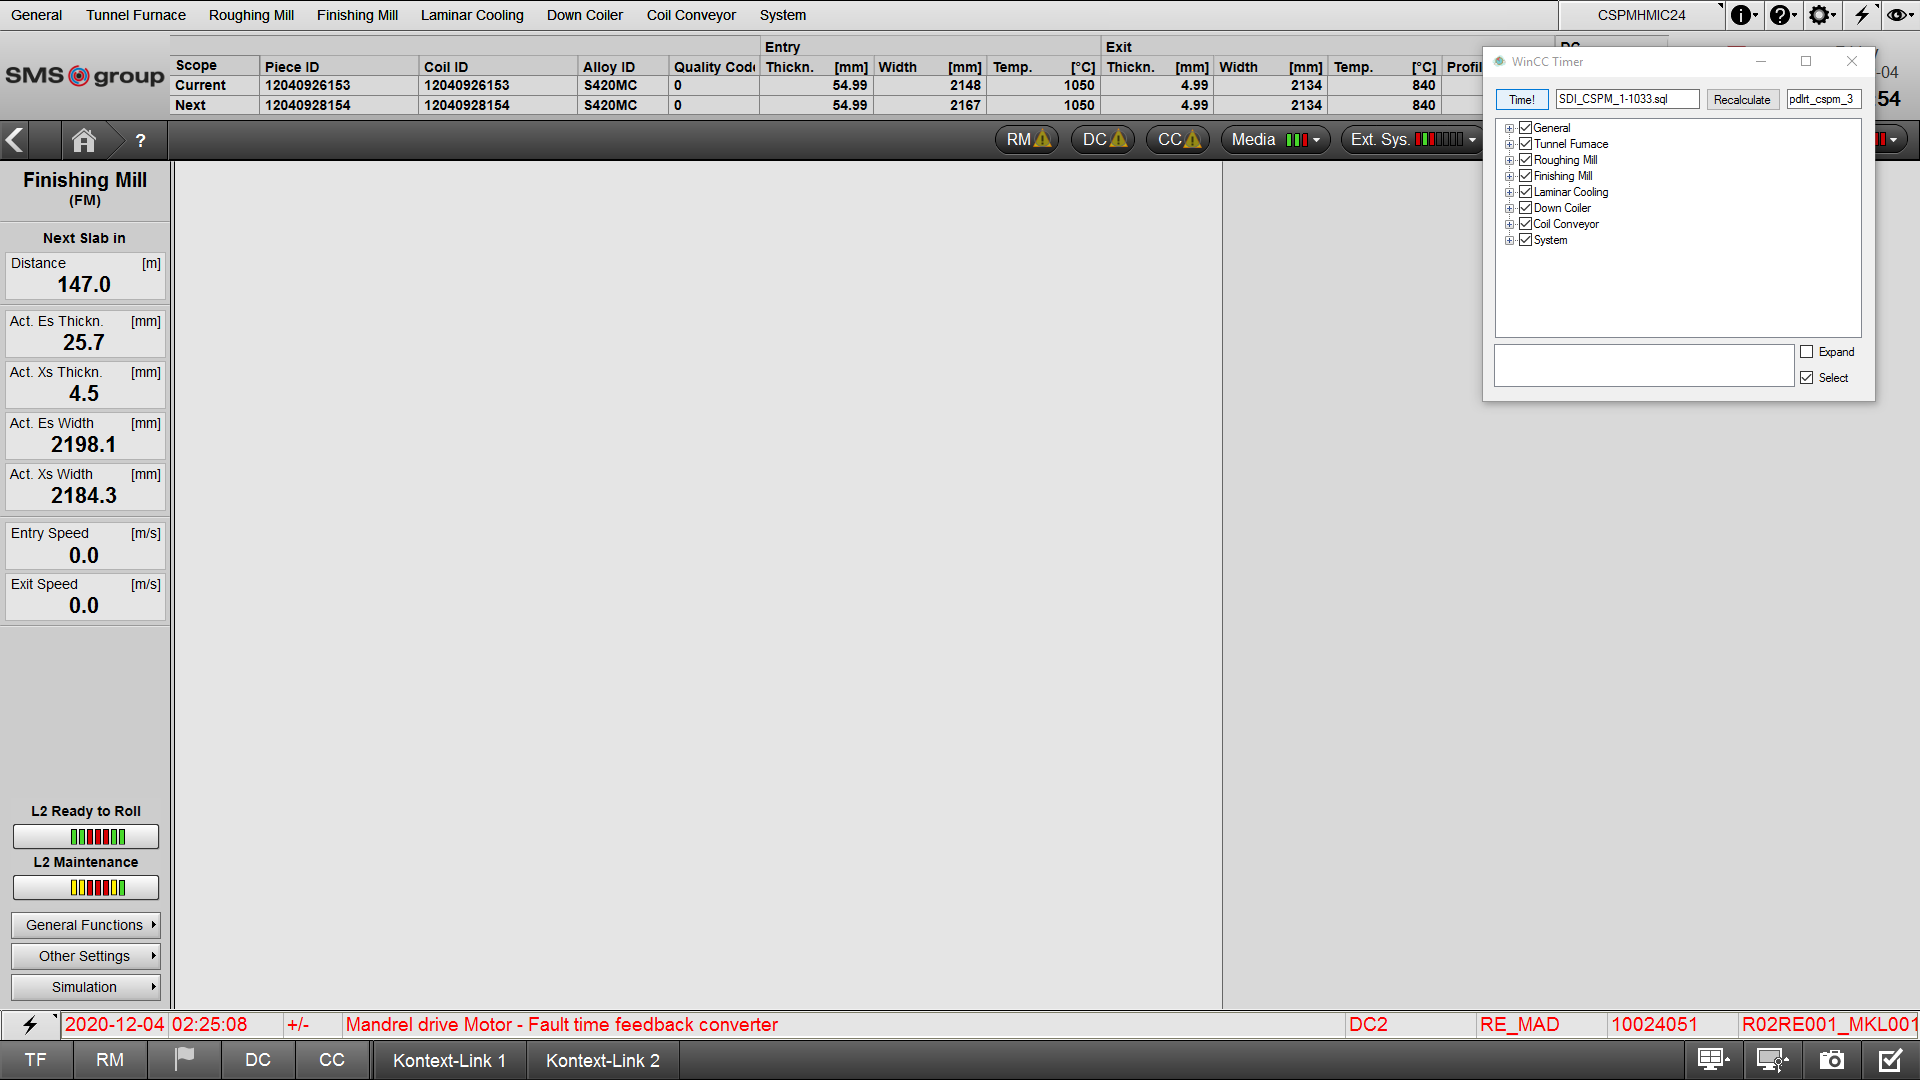 General Tunnel Furnace Roughing Mill Finishing Mill Laminar Cooling Down Coiler Coil Conveyor System CSPMHMIC24
SMS group
Entry Exit
Scope Piece ID Coil ID Alloy ID Quality Thickn. [mm] Width [mm] Temp. [°C] Thickn. [mm] Width [mm] Temp. [°C]
Current 12040926153 12040926153 S420MC 0 54.99 2148 1050 4.99 2134 840
Next 12040928154 12040928154 S420MC 0 54.99 2167 1050 4.99 2134 840
-04
54
? RM DC CC Media Ext. Sys.
WinCC Timer
Time! SDI_CSPM_1-1033.sql Recalculate pdlrt_cspm_3
General
Tunnel Furnace
Roughing Mill
Finishing Mill
Laminar Cooling
Down Coiler
Coil Conveyor
System
Expand
Select
Finishing Mill
(FM)
Next Slab in
Distance [m]
147.0
Act. Es Thickn. [mm]
25.7
Act. Xs Thickn. [mm]
4.5
Act. Es Width [mm]
2198.1
Act. Xs Width [mm]
2184.3
Entry Speed [m/s]
0.0
Exit Speed [m/s]
0.0
L2 Ready to Roll
L2 Maintenance
General Functions
Other Settings
Simulation
2020-12-04 02:25:08 +/- Mandrel drive Motor - Fault time feedback converter DC2 RE_MAD 10024051 R02RE001_MKL001
TF RM DC CC Kontext-Link 1 Kontext-Link 2